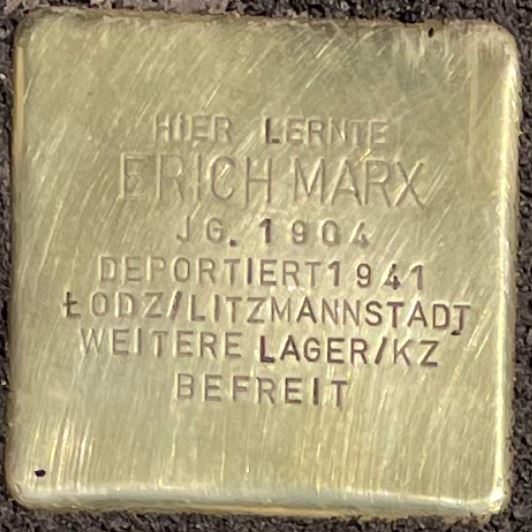 HIER LERNTE
ERICH MARX
JG. 1904
DEPORTIERT 1941
ŁODZ/LITZMANNSTADT
WEITERE LAGER/KZ
BEFREIT